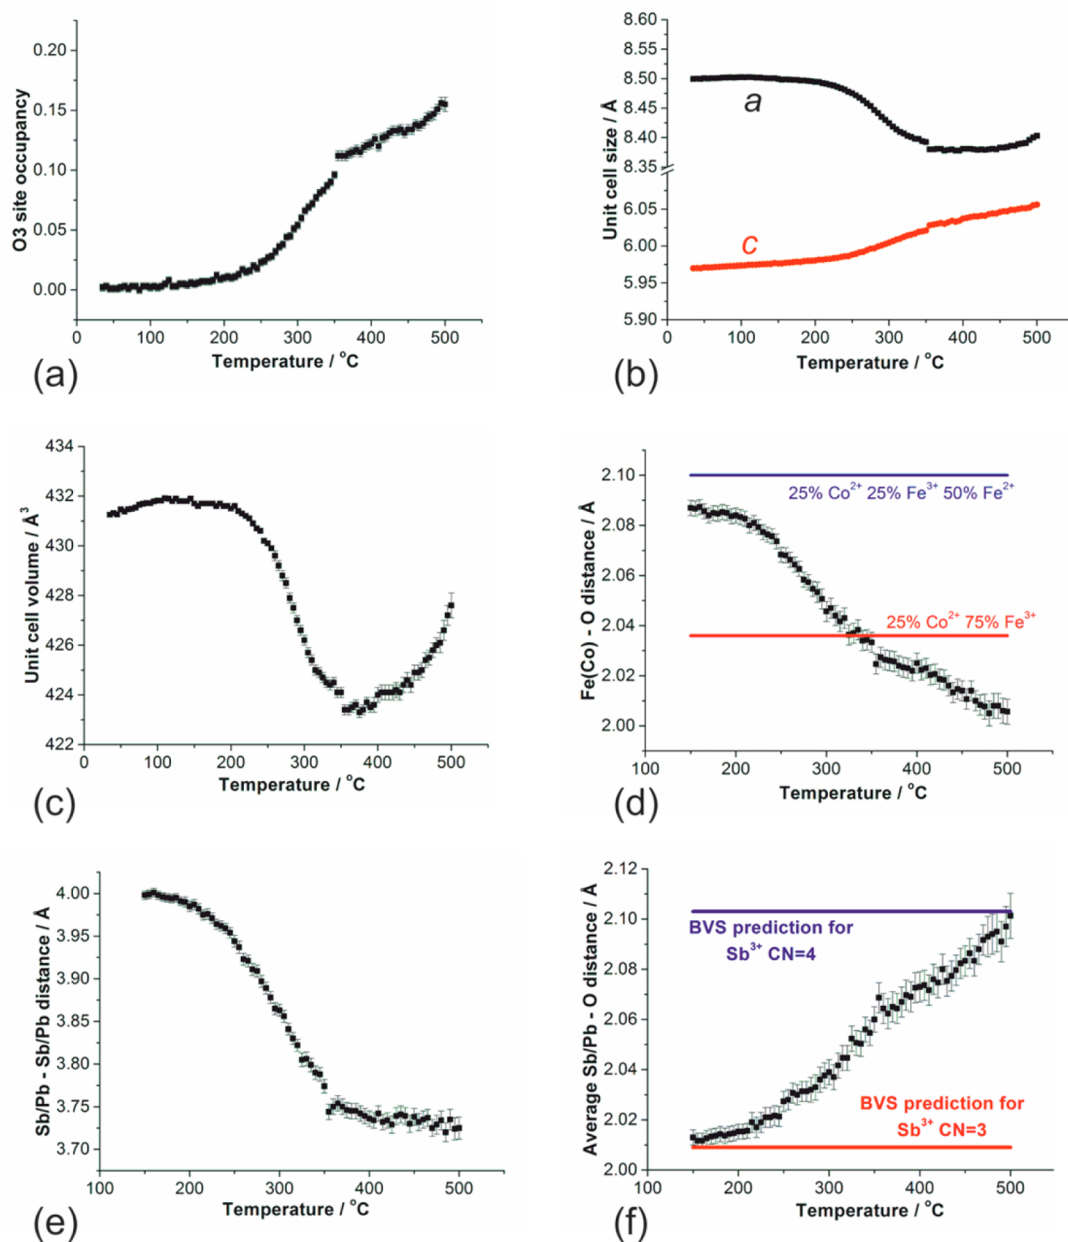 0.20
0.15
0.10
0.05
0.00
O3 site occupancy
0 100 200 300 400 500
Temperature / °C
(a)
8.60
8.50
8.45
8.40
8.35
6.05
6.00
5.95
5.90
Unit cell size / Å
a
c
0 100 200 300 400 500
Temperature / °C
(b)
434
432
430
428
426
424
422
Unit cell volume / Å³
0 100 200 300 400 500
Temperature / °C
(c)
2.10
2.08
2.06
2.04
2.02
2.00
Fe(Co) - O distance / Å
25% Co²⁺ 25% Fe³⁺ 50% Fe²⁺
25% Co²⁺ 75% Fe³⁺
100 200 300 400 500
Temperature / °C
(d)
4.00
3.95
3.90
3.85
3.80
3.75
3.70
Sb/Pb - Sb/Pb distance / Å
100 200 300 400 500
Temperature / °C
(e)
2.12
2.10
2.08
2.06
2.04
2.02
2.00
Average Sb/Pb - O distance / Å
BVS prediction for
Sb³⁺ CN=4
BVS prediction for
Sb³⁺ CN=3
100 200 300 400 500
Temperature / °C
(f)